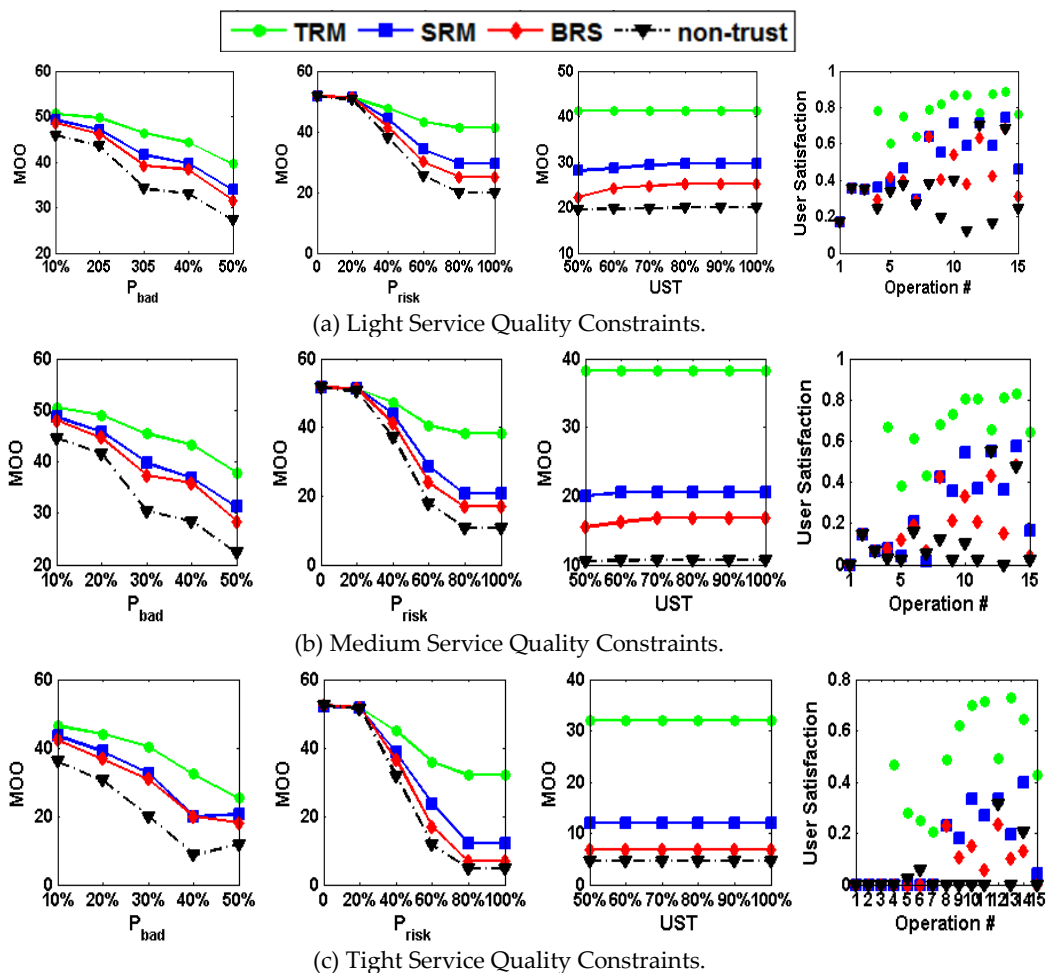 TRM SRM BRS non-trust
MOO
60
50
40
30
20
10% 205 305 40% 50%
P_bad
MOO
60
40
20
0
0 20% 40% 60% 80% 100%
P_risk
MOO
50
40
30
20
10
50% 60% 70% 80% 90% 100%
UST
User Satisfaction
1
0.8
0.6
0.4
0.2
0
1 5 10 15
Operation #
(a) Light Service Quality Constraints.
MOO
60
50
40
30
20
10% 20% 30% 40% 50%
P_bad
MOO
60
40
20
0
0 20% 40% 60% 80% 100%
P_risk
MOO
40
30
20
10
50% 60% 70% 80% 90% 100%
UST
User Satisfaction
1
0.8
0.6
0.4
0.2
0
1 5 10 15
Operation #
(b) Medium Service Quality Constraints.
MOO
60
40
20
0
10% 20% 30% 40% 50%
P_bad
MOO
60
40
20
0
0 20% 40% 60% 80% 100%
P_risk
MOO
40
30
20
10
0
50% 60% 70% 80% 90% 100%
UST
User Satisfaction
0.8
0.6
0.4
0.2
0
1 2 3 4 5 6 7 8 9 10 11 12 13 14 15
Operation #
(c) Tight Service Quality Constraints.